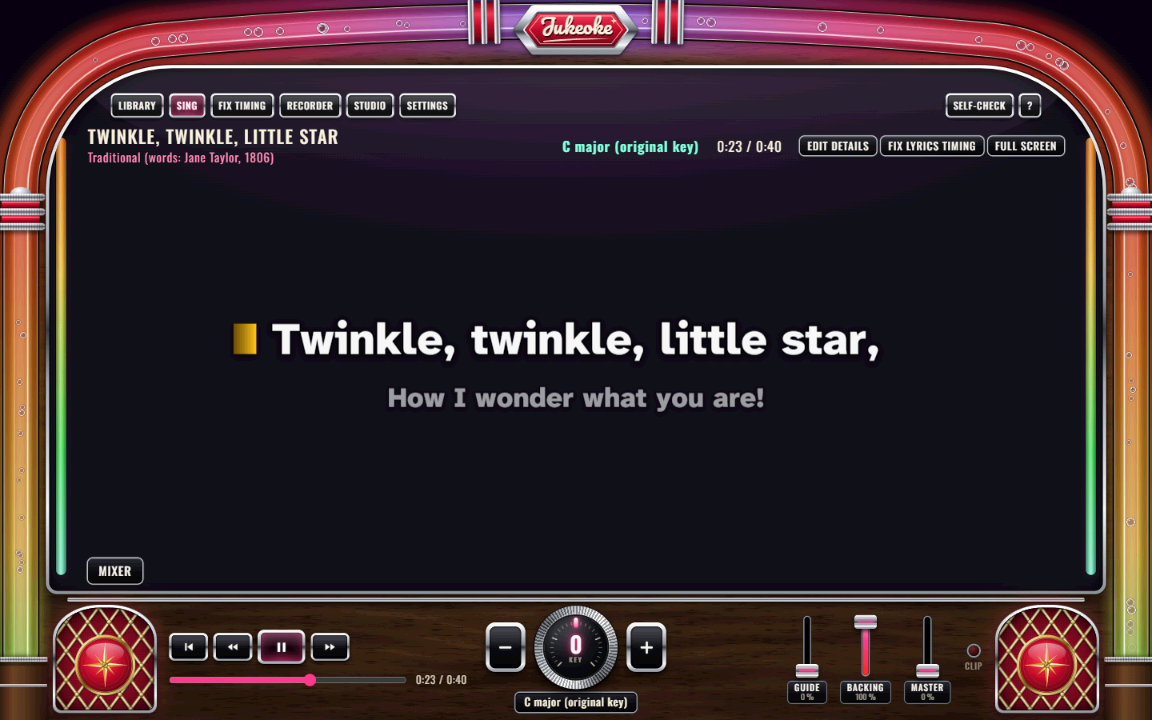 Jukeoke
LIBRARY SING FIX TIMING RECORDER STUDIO SETTINGS SELF-CHECK ?
TWINKLE, TWINKLE, LITTLE STAR
Traditional (words: Jane Taylor, 1806)
C major (original key) 0:23 / 0:40 EDIT DETAILS FIX LYRICS TIMING FULL SCREEN
Twinkle, twinkle, little star,
How I wonder what you are!
MIXER
− 0 +
KEY
0:23 / 0:40
C major (original key)
GUIDE
0 %
BACKING
100 %
MASTER
0 %
CLIP